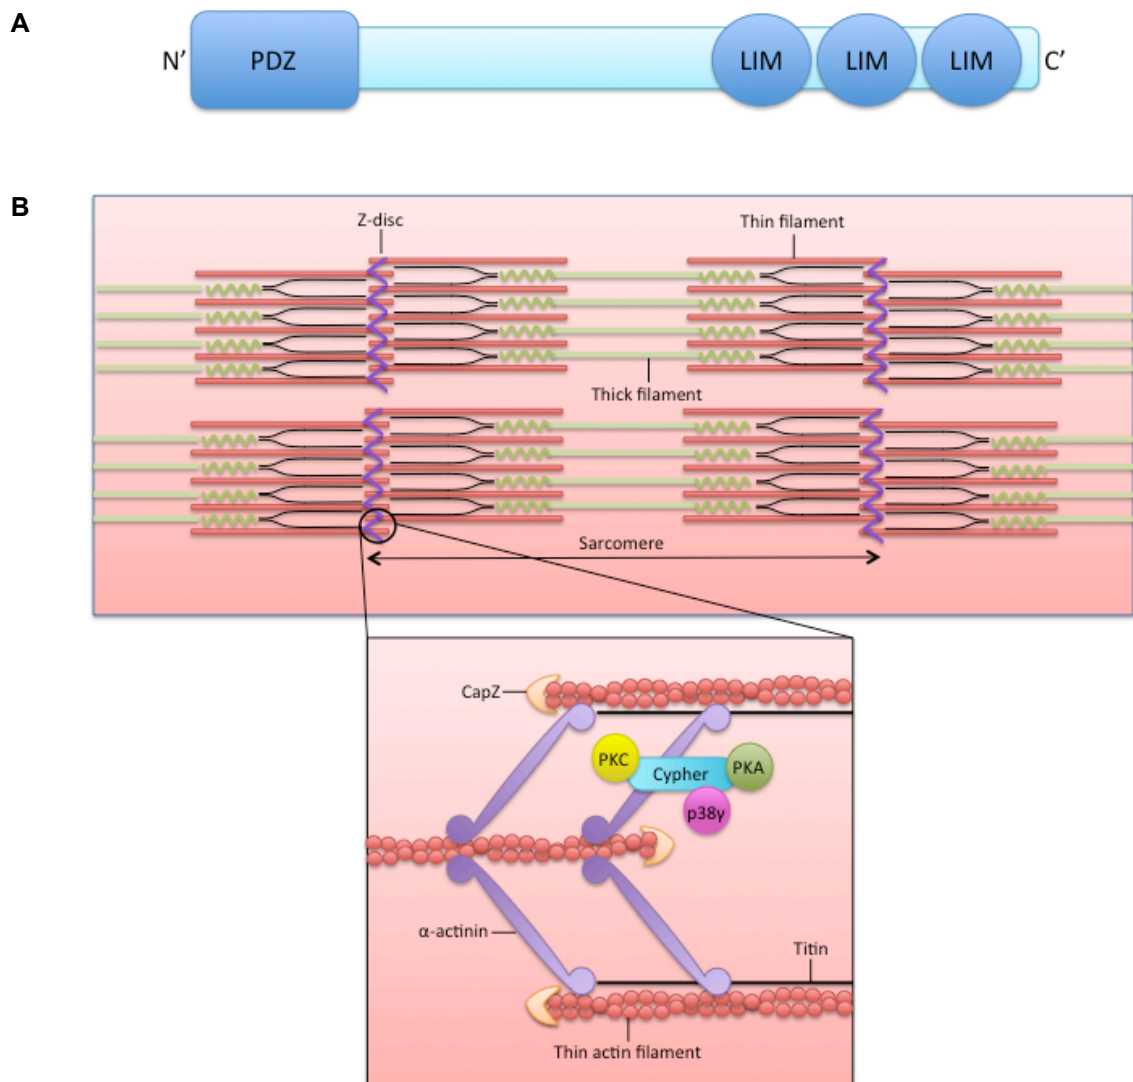 A
N' PDZ LIM LIM LIM C'
B
Z-disc Thin filament
Thick filament
Sarcomere
CapZ
PKC Cypher PKA
p38γ
α-actinin
Titin
Thin actin filament